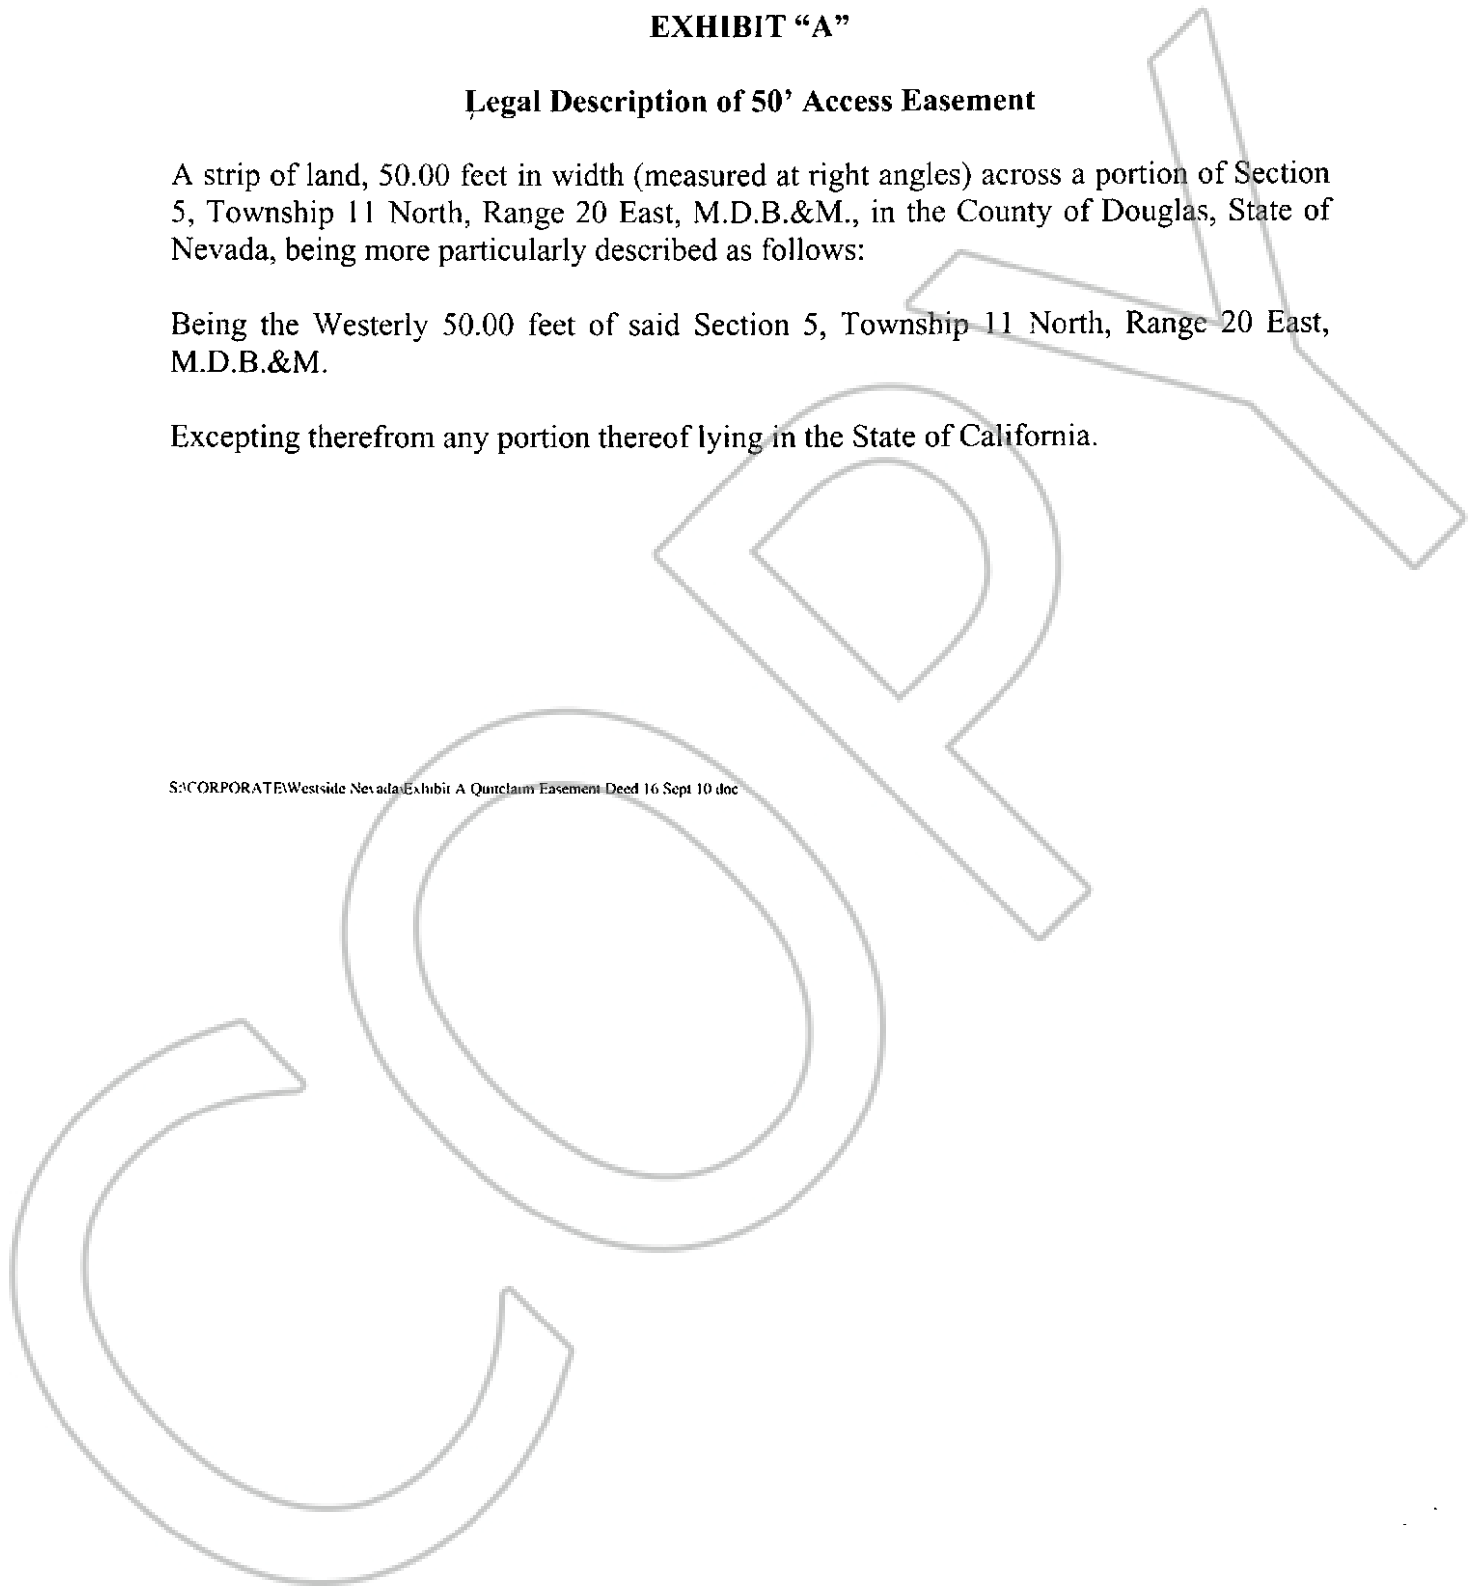 EXHIBIT “A”
Legal Description of 50’ Access Easement
A strip of land, 50.00 feet in width (measured at right angles) across a portion of Section
5, Township 11 North, Range 20 East, M.D.B.&M., in the County of Douglas, State of
Nevada, being more particularly described as follows:
Being the Westerly 50.00 feet of said Section 5, Township 11 North, Range 20 East,
M.D.B.&M.
Excepting therefrom any portion thereof lying in the State of California.
S:\CORPORATE\Westside Nevada\Exhibit A Quitclaim Easement Deed 16 Sept 10 doc
COPY